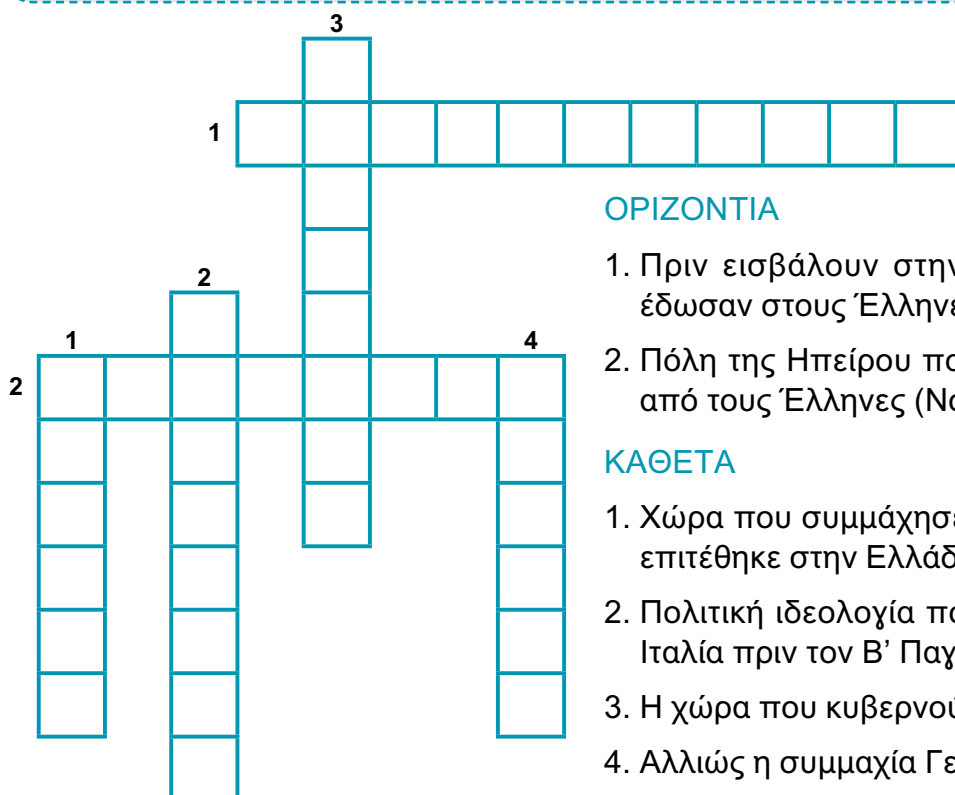 3
1
2
1
4
2
ΟΡΙΖΟΝΤΙΑ
1. Πριν εισβάλουν στην
έδωσαν στους Έλληνε
2. Πόλη της Ηπείρου πο
από τους Έλληνες (Νο
ΚΑΘΕΤΑ
1. Χώρα που συμμάχησε
επιτέθηκε στην Ελλάδ
2. Πολιτική ιδεολογία πο
Ιταλία πριν τον Β’ Παγ
3. Η χώρα που κυβερνού
4. Αλλιώς η συμμαχία Γε